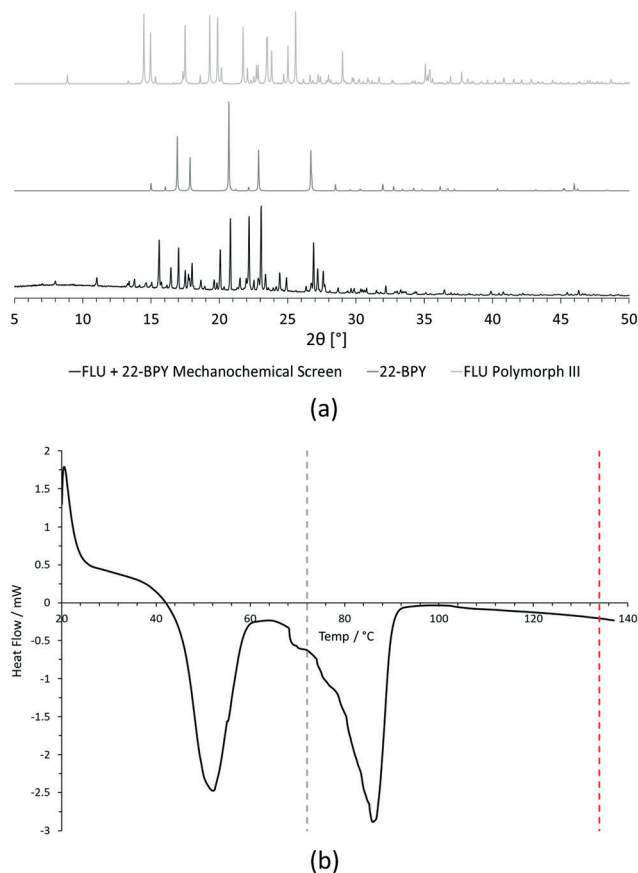 5 10 15 20 25 30 35 40 45 50
2θ [°]
FLU + 22-BPY Mechanochemical Screen 22-BPY FLU Polymorph III
(a)
2
1.5
1
0.5
0
20 40 60 80 100 120 140
Temp / °C
-0.5
-1
-1.5
-2
-2.5
-3
Heat Flow / mW
(b)